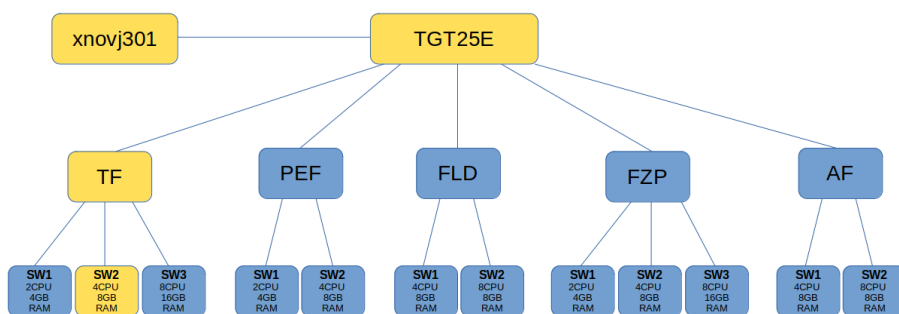 xnovj301
TGT25E
TF
PEF
FLD
FZP
AF
SW1
2CPU
4GB
RAM
SW2
4CPU
8GB
RAM
SW3
8CPU
16GB
RAM
SW1
2CPU
4GB
RAM
SW2
4CPU
8GB
RAM
SW1
4CPU
8GB
RAM
SW2
8CPU
8GB
RAM
SW1
2CPU
4GB
RAM
SW2
4CPU
8GB
RAM
SW3
8CPU
16GB
RAM
SW1
4CPU
8GB
RAM
SW2
8CPU
8GB
RAM